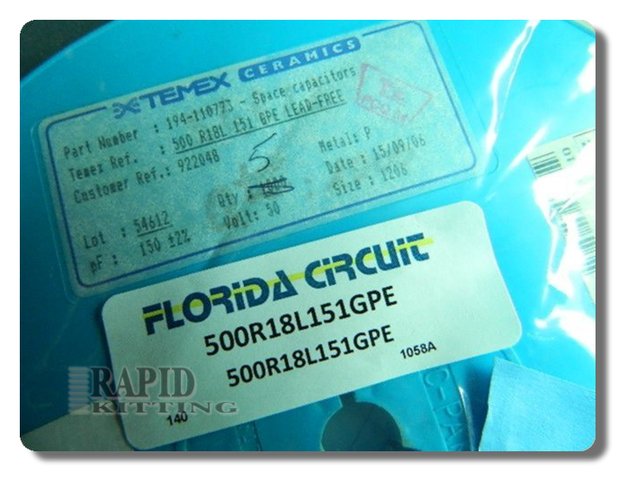 TEMEX CERAMICS
Part Number : 194-110773 - Space capacitors
Temex Ref. : 500 R18L 151 GPE LEAD-FREE
Customer Ref.: 922048
5
Qty :
Metal: P
Lot : 54612
Volt: 50
Date : 15/09/06
pF : 150 ±2%
Size : 1206
FLORIDA CIRCUIT
500R18L151GPE
500R18L151GPE
1058A
140
RAPID
KITTING